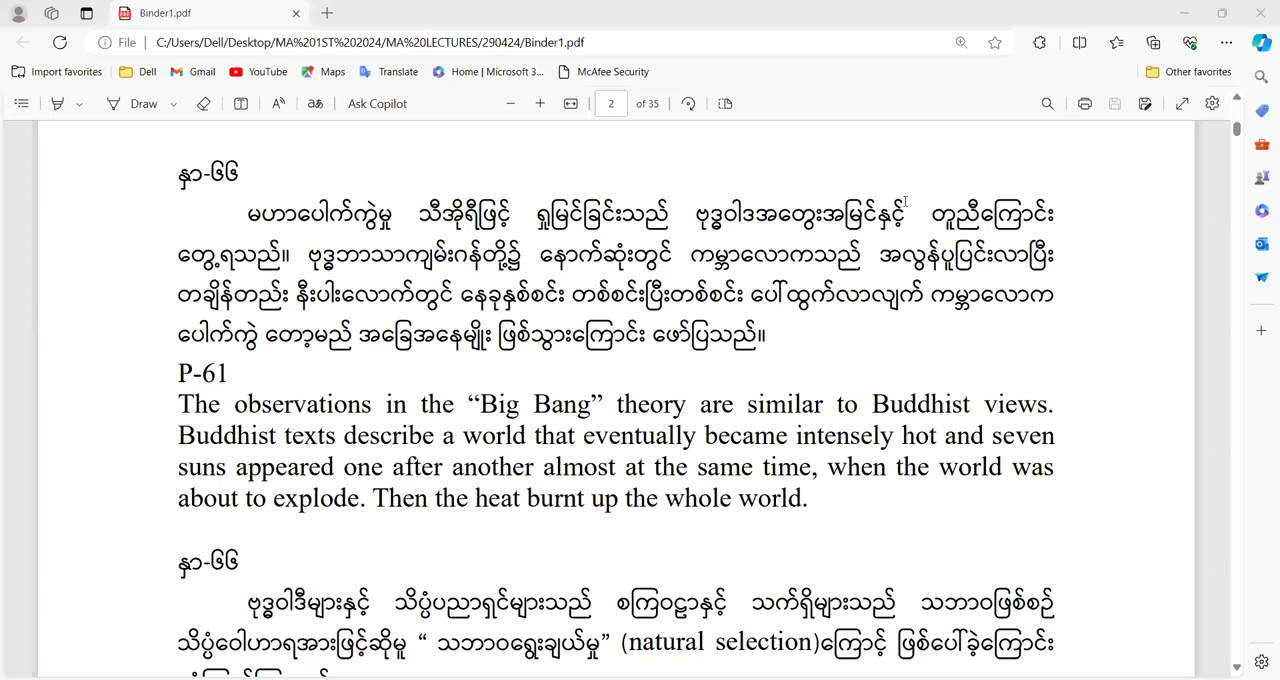 Binder1.pdf
File
C:/Users/Dell/Desktop/MA%201ST%202024/MA%20LECTURES/290424/Binder1.pdf
Import favorites Dell Gmail YouTube Maps Translate Home | Microsoft 3... McAfee Security Other favorites
Draw Ask Copilot 2 of 35
နှာ-၆၆
မဟာပေါက်ကွဲမှု သီအိုရီဖြင့် ရှုမြင်ခြင်းသည် ဗုဒ္ဓဝါဒအတွေးအမြင်နှင့် တူညီကြောင်း
တွေ့ရသည်။ ဗုဒ္ဓဘာသာကျမ်းဂန်တို့၌ နောက်ဆုံးတွင် ကမ္ဘာလောကသည် အလွန်ပူပြင်းလာပြီး
တချိန်တည်း နီးပါးလောက်တွင် နေခုနှစ်စင်း တစ်စင်းပြီးတစ်စင်း ပေါ်ထွက်လာလျက် ကမ္ဘာလောက
ပေါက်ကွဲ တော့မည် အခြေအနေမျိုး ဖြစ်သွားကြောင်း ဖော်ပြသည်။
P-61
The observations in the “Big Bang” theory are similar to Buddhist views.
Buddhist texts describe a world that eventually became intensely hot and seven
suns appeared one after another almost at the same time, when the world was
about to explode. Then the heat burnt up the whole world.
နှာ-၆၆
ဗုဒ္ဓဝါဒီများနှင့် သိပ္ပံပညာရှင်များသည် စကြဝဠာနှင့် သက်ရှိများသည် သဘာဝဖြစ်စဉ်
သိပ္ပံဝေါဟာရအားဖြင့်ဆိုမူ “ သဘာဝရွေးချယ်မှု” (natural selection)ကြောင့် ဖြစ်ပေါ်ခဲ့ကြောင်း